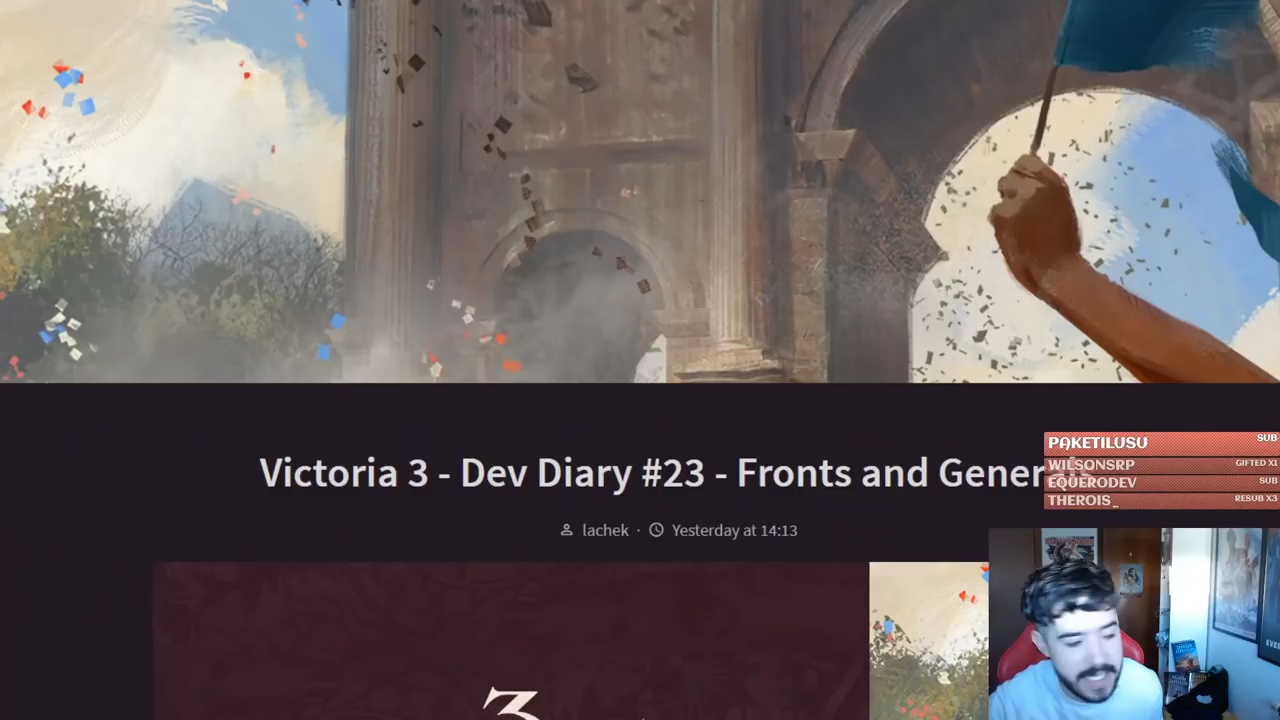 Victoria 3 - Dev Diary #23 - Fronts and Gener
lachek · Yesterday at 14:13
PAKETILUSU SUB
WILSONSRP GIFTED X1
EQUERODEV SUB
THEROIS_ RESUB X3
3